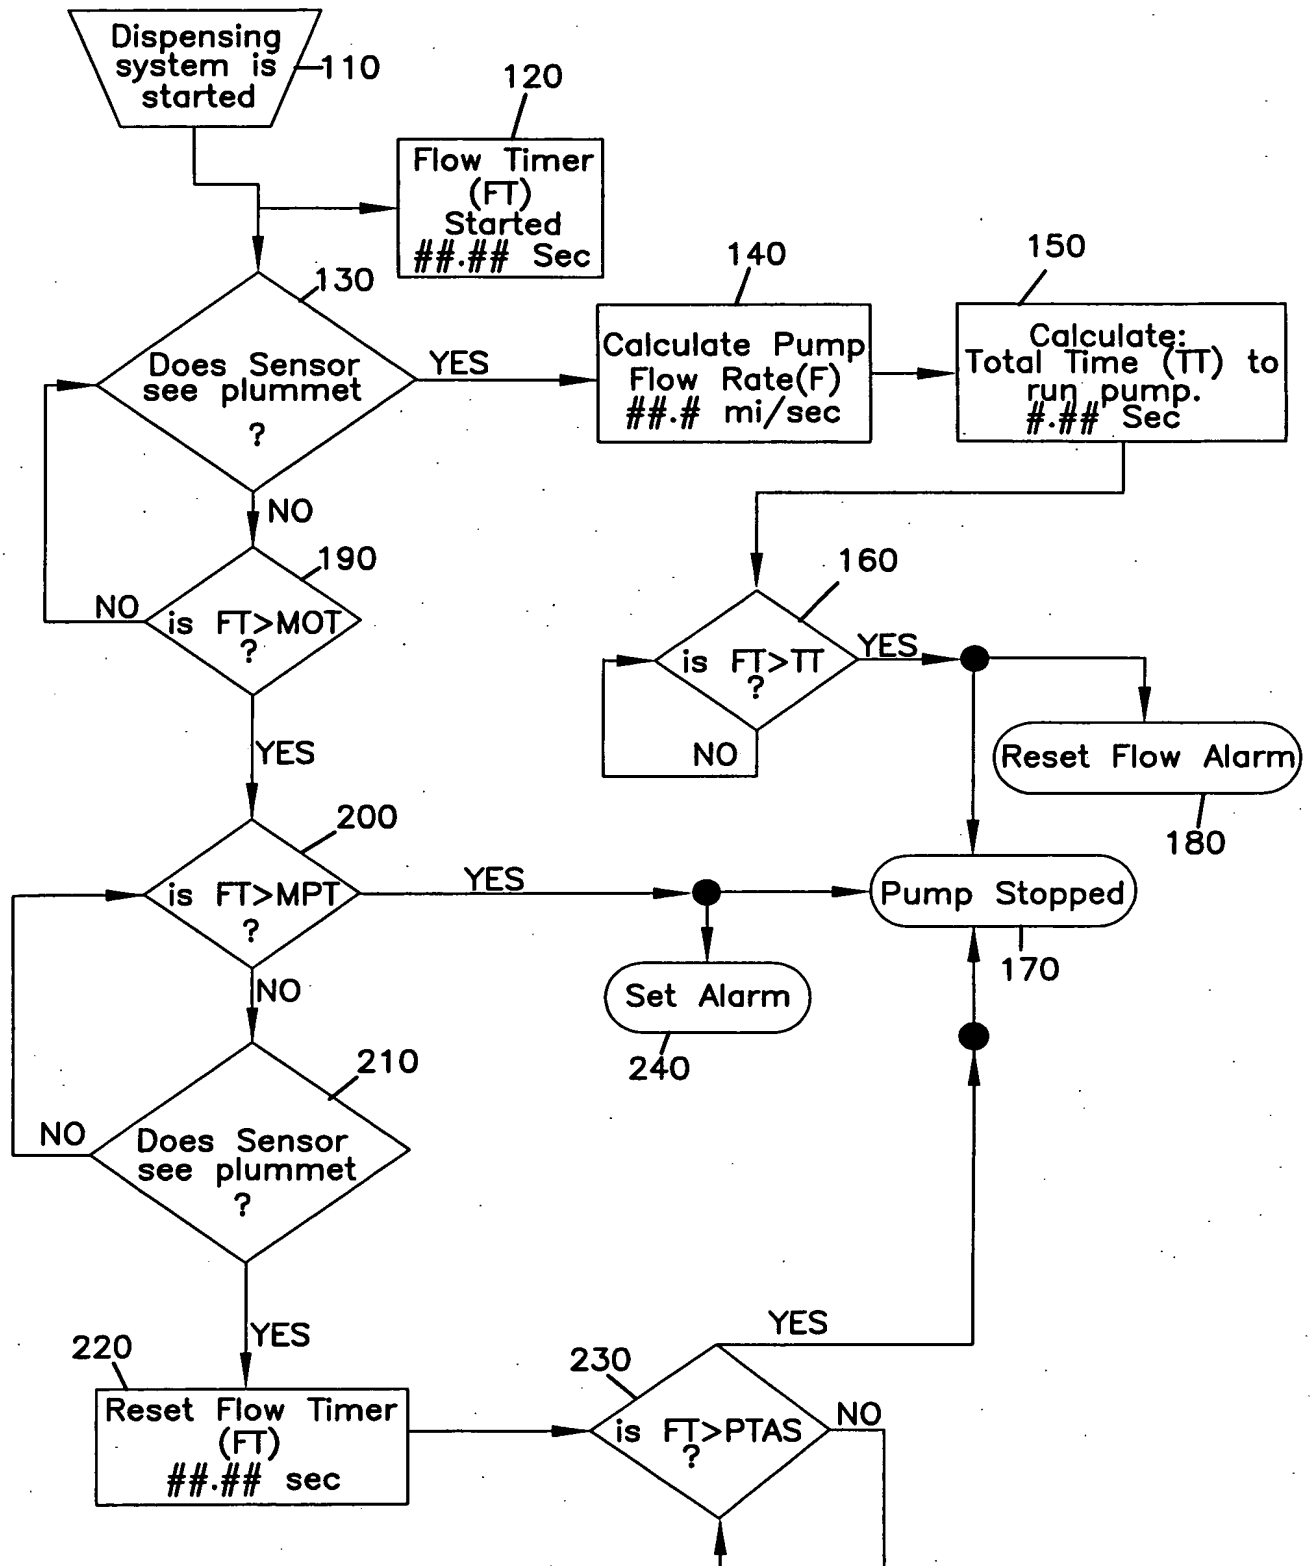 Dispensing
system is
started
110
120
Flow Timer
(FT)
Started
##.## Sec
130
Does Sensor
see plummet
?
YES
140
Calculate Pump
Flow Rate(F)
##.# mi/sec
150
Calculate:
Total Time (TT) to
run pump.
#.## Sec
NO
190
NO
is FT>MOT
?
YES
160
is FT>TT
?
YES
NO
Reset Flow Alarm
180
200
is FT>MPT
?
YES
Pump Stopped
170
NO
Set Alarm
240
210
NO
Does Sensor
see plummet
?
YES
220
Reset Flow Timer
(FT)
##.## sec
230
is FT>PTAS
?
YES
NO